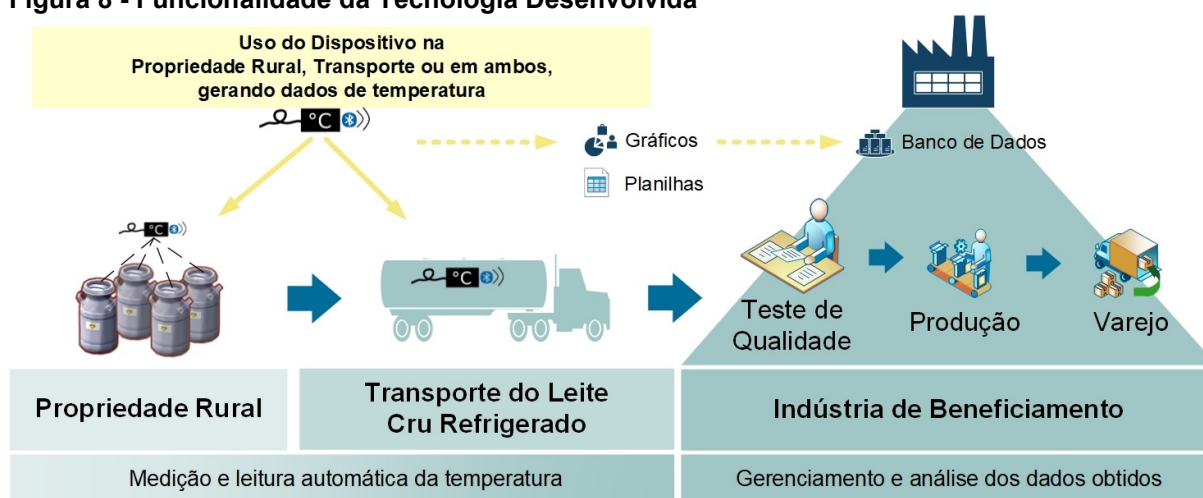 Figura 8 - Funcionalidade da Tecnologia Desenvolvida
Uso do Dispositivo na
Propriedade Rural, Transporte ou em ambos,
gerando dados de temperatura
°C
Gráficos
Planilhas
Banco de Dados
°C
°C
Teste de
Qualidade
Produção
Varejo
Propriedade Rural
Transporte do Leite
Cru Refrigerado
Indústria de Beneficiamento
Medição e leitura automática da temperatura
Gerenciamento e análise dos dados obtidos